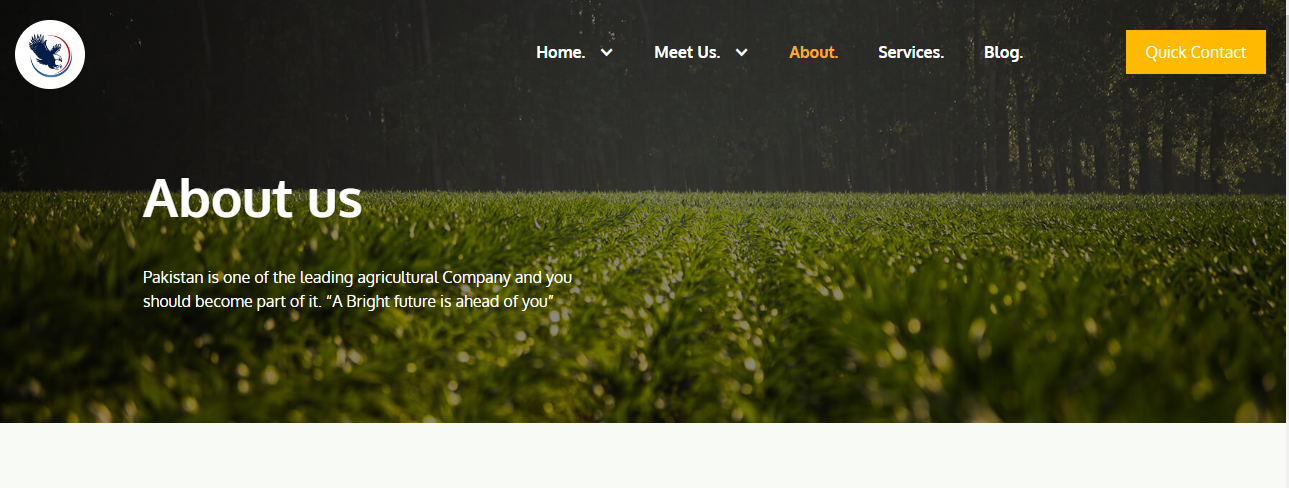 Home.
Meet Us.
About.
Services.
Blog.
Quick Contact
About us
Pakistan is one of the leading agricultural Company and you
should become part of it. “A Bright future is ahead of you”